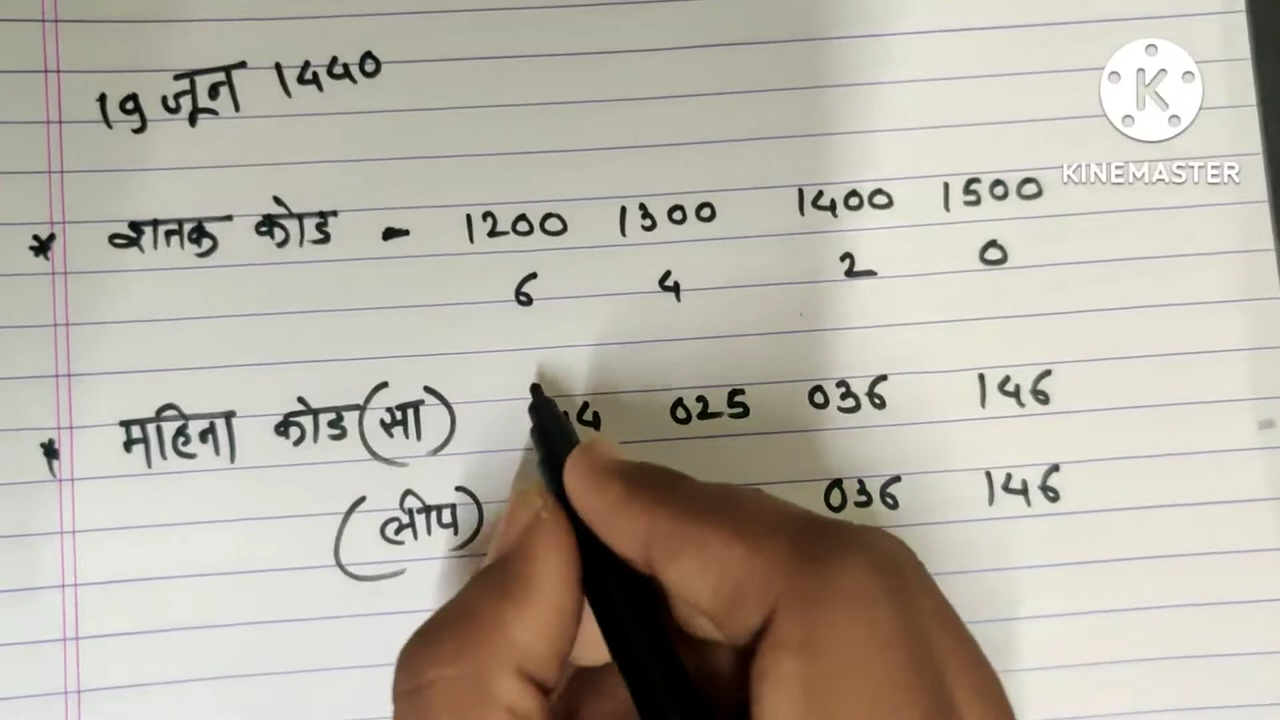 19 जून 1440
* शतक कोड - 1200 1300 1400 1500
6 4 2 0
* महिना कोड (सा) 025 036 146
(लीप) 036 146
KINEMASTER